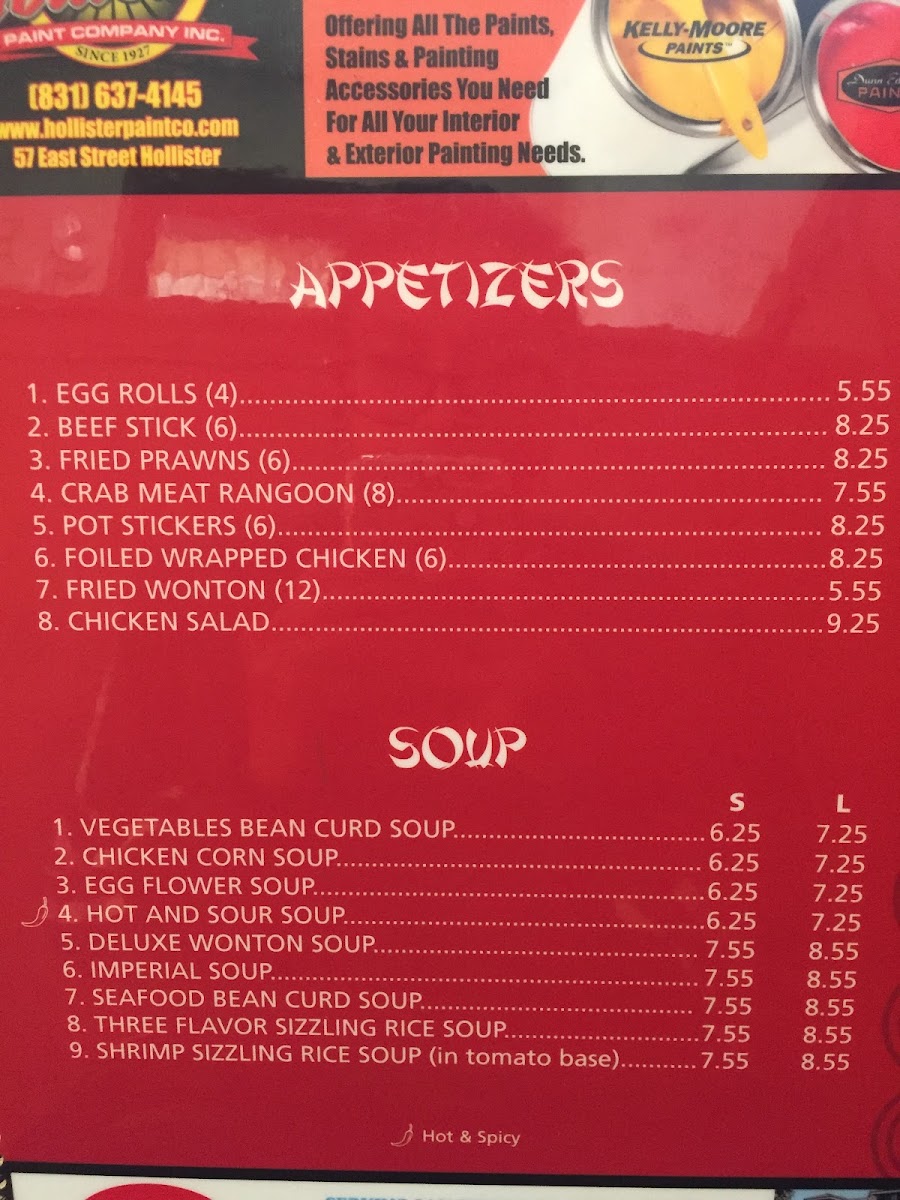 PAINT COMPANY INC.
SINCE 1927
(831) 637-4145
www.hollisterpaintco.com
57 East Street Hollister
Offering All The Paints,
Stains & Painting
Accessories You Need
For All Your Interior
& Exterior Painting Needs.
KELLY-MOORE
PAINTS™
Dunn Ed
PAIN
APPETIZERS
1. EGG ROLLS (4)..... 5.55
2. BEEF STICK (6)..... 8.25
3. FRIED PRAWNS (6)..... 8.25
4. CRAB MEAT RANGOON (8)..... 7.55
5. POT STICKERS (6)..... 8.25
6. FOILED WRAPPED CHICKEN (6).....8.25
7. FRIED WONTON (12).....5.55
8. CHICKEN SALAD.....9.25
SOUP
S L
1. VEGETABLES BEAN CURD SOUP.....6.25 7.25
2. CHICKEN CORN SOUP..... 6.25 7.25
3. EGG FLOWER SOUP.....6.25 7.25
4. HOT AND SOUR SOUP.....6.25 7.25
5. DELUXE WONTON SOUP..... 7.55 8.55
6. IMPERIAL SOUP.....7.55 8.55
7. SEAFOOD BEAN CURD SOUP..... 7.55 8.55
8. THREE FLAVOR SIZZLING RICE SOUP.....7.55 8.55
9. SHRIMP SIZZLING RICE SOUP (in tomato base).....7.55 8.55
Hot & Spicy